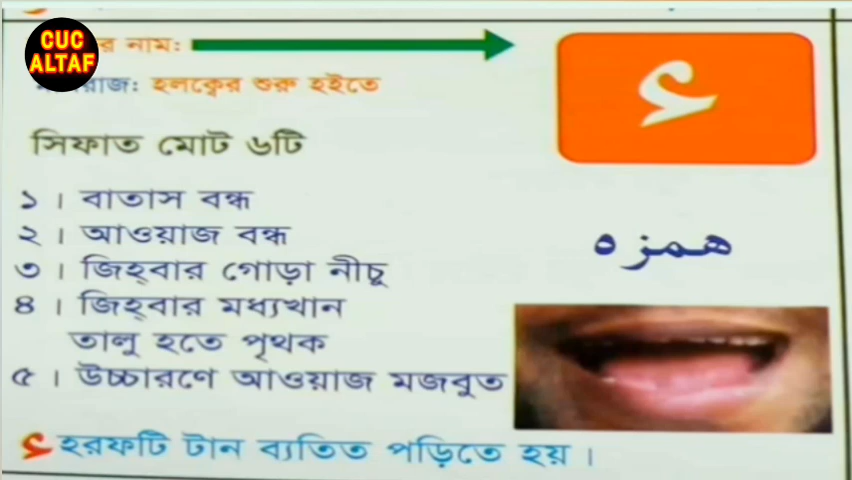 CUC
ALTAF
র নাম:
রাজ: হলক্বের শুরু হইতে
ء
সিফাত মোট ৬টি
১। বাতাস বন্ধ
২। আওয়াজ বন্ধ
همزه
৩। জিহ্বার গোড়া নীচু
৪। জিহ্বার মধ্যখান
তালু হতে পৃথক
৫। উচ্চারণে আওয়াজ মজবুত
ء হরফটি টান ব্যতিত পড়িতে হয়।